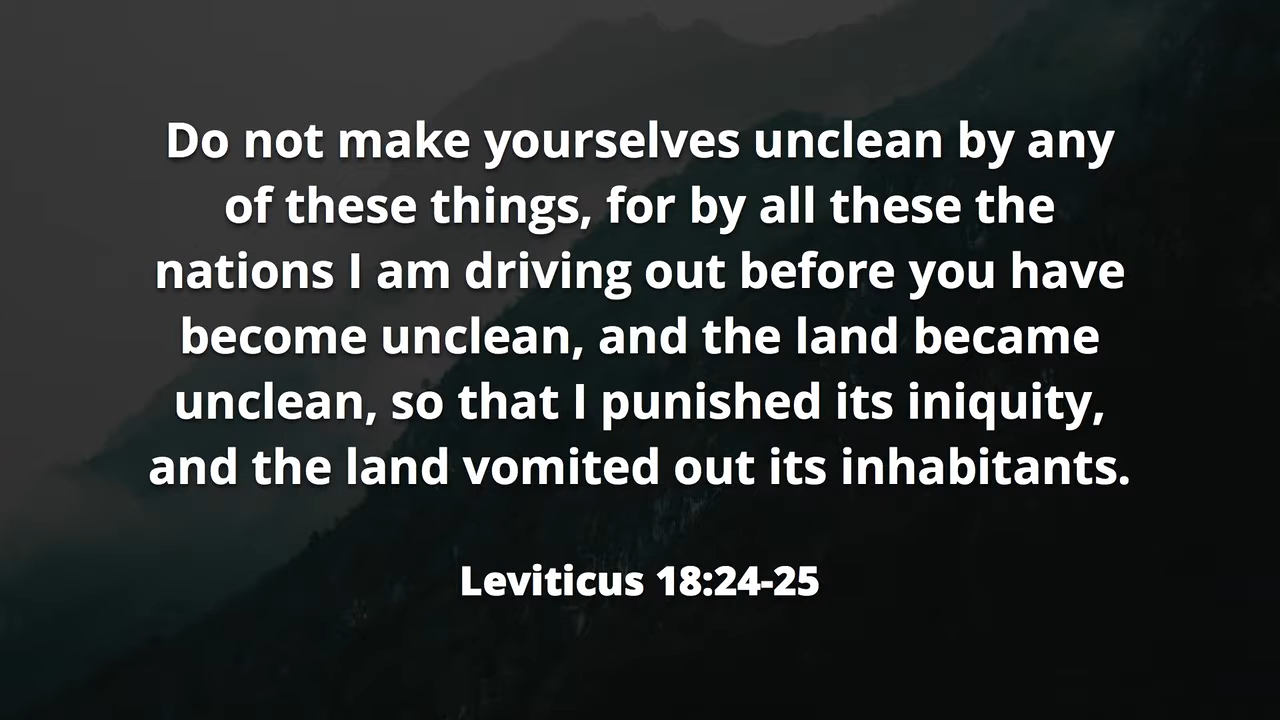 Do not make yourselves unclean by any
of these things, for by all these the
nations I am driving out before you have
become unclean, and the land became
unclean, so that I punished its iniquity,
and the land vomited out its inhabitants.
Leviticus 18:24-25